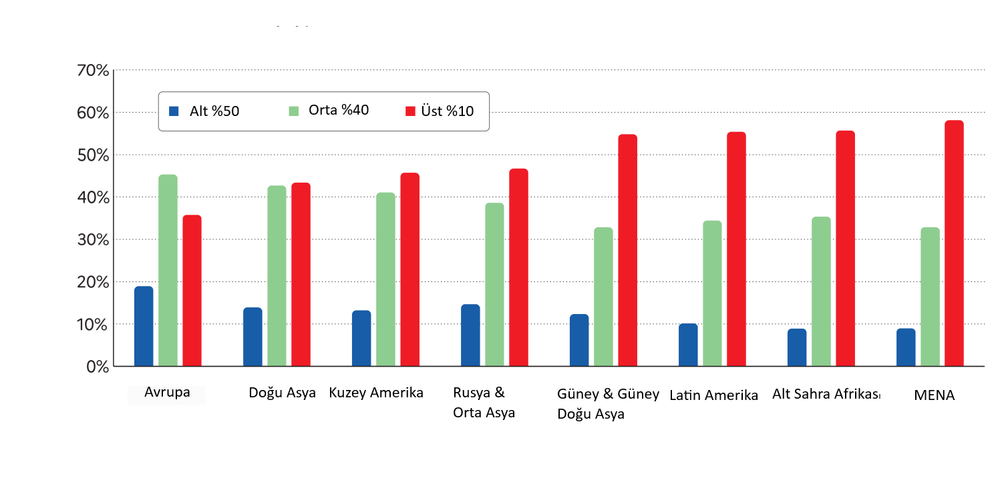 70%
60%
50%
40%
30%
20%
10%
0%
Alt %50 Orta %40 Üst %10
Avrupa
Doğu Asya
Kuzey Amerika
Rusya &
Orta Asya
Güney & Güney
Doğu Asya
Latin Amerika
Alt Sahra Afrikası
MENA